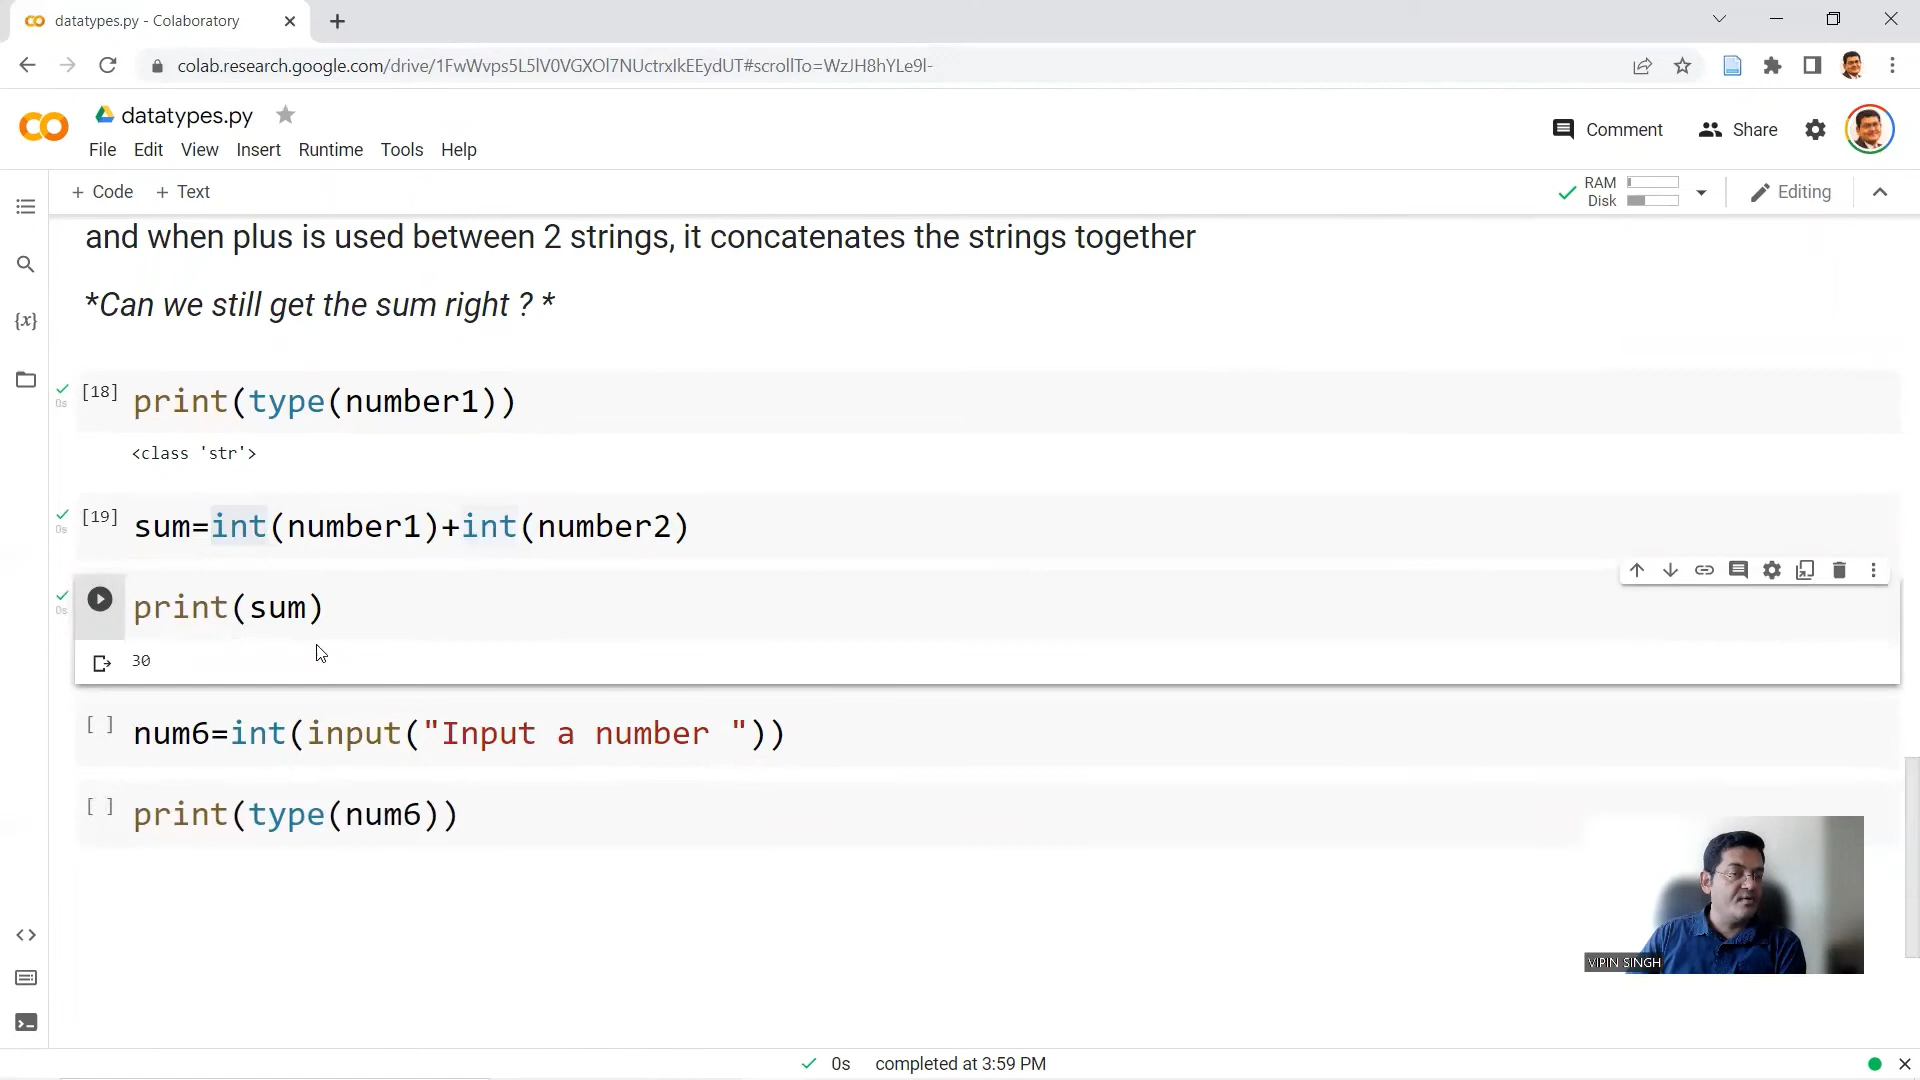 datatypes.py - Colaboratory
colab.research.google.com/drive/1FwWvps5L5lV0VGXOl7NUctrxIkEEydUT#scrollTo=WzJH8hYLe9l-
datatypes.py
Comment
Share
File Edit View Insert Runtime Tools Help
+ Code + Text
RAM
Disk
Editing
and when plus is used between 2 strings, it concatenates the strings together
*Can we still get the sum right ? *
{x}
[18] print(type(number1))
0s
<class 'str'>
[19] sum=int(number1)+int(number2)
0s
print(sum)
0s
30
[ ] num6=int(input("Input a number "))
[ ] print(type(num6))
VIPIN SINGH
0s completed at 3:59 PM